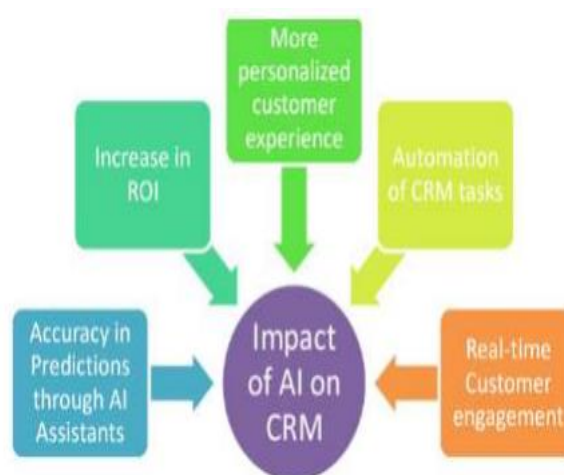 More
personalized
customer
experience
Increase in
ROI
Automation
of CRM tasks
Accuracy in
Predictions
through AI
Assistants
Impact
of AI on
CRM
Real-time
Customer
engagement